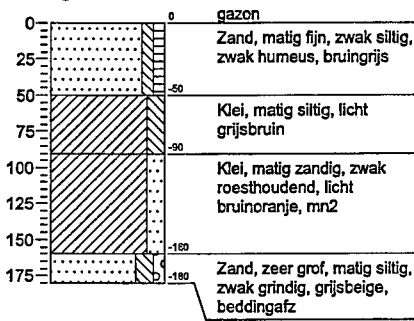 0
0
gazon
Zand, matig fijn, zwak siltig,
zwak humeus, bruingrijs
25
50
-50
Klei, matig siltig, licht
grijsbruin
75
-90
100
Klei, matig zandig, zwak
roesthoudend, licht
bruinoranje, mn2
125
150
-160
Zand, zeer grof, matig siltig,
zwak grindig, grijsbeige,
beddingafz
175
-180